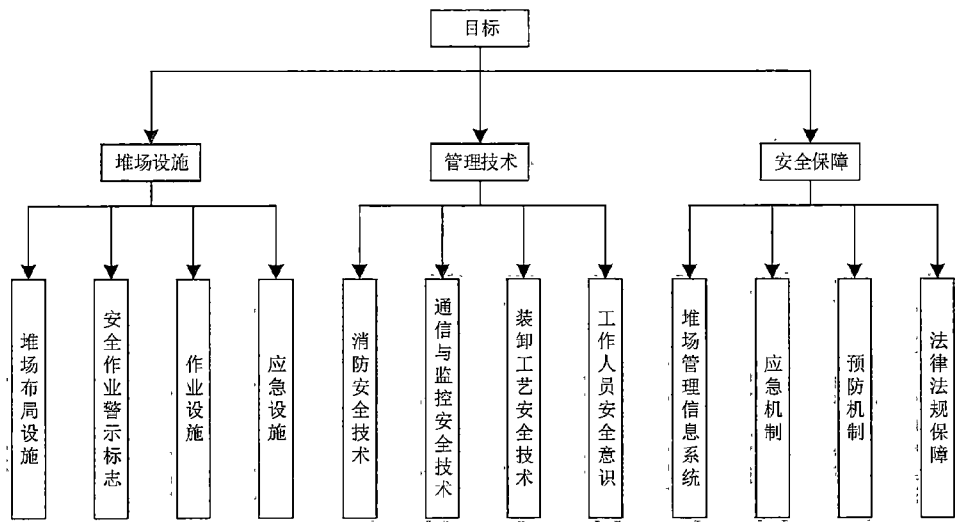 目标
堆场设施
管理技术
安全保障
堆场布局设施
安全作业警示标志
作业设施
应急设施
消防安全技术
通信与监控安全技术
装卸工艺安全技术
工作人员安全意识
堆场管理信息系统
应急机制
预防机制
法律法规保障